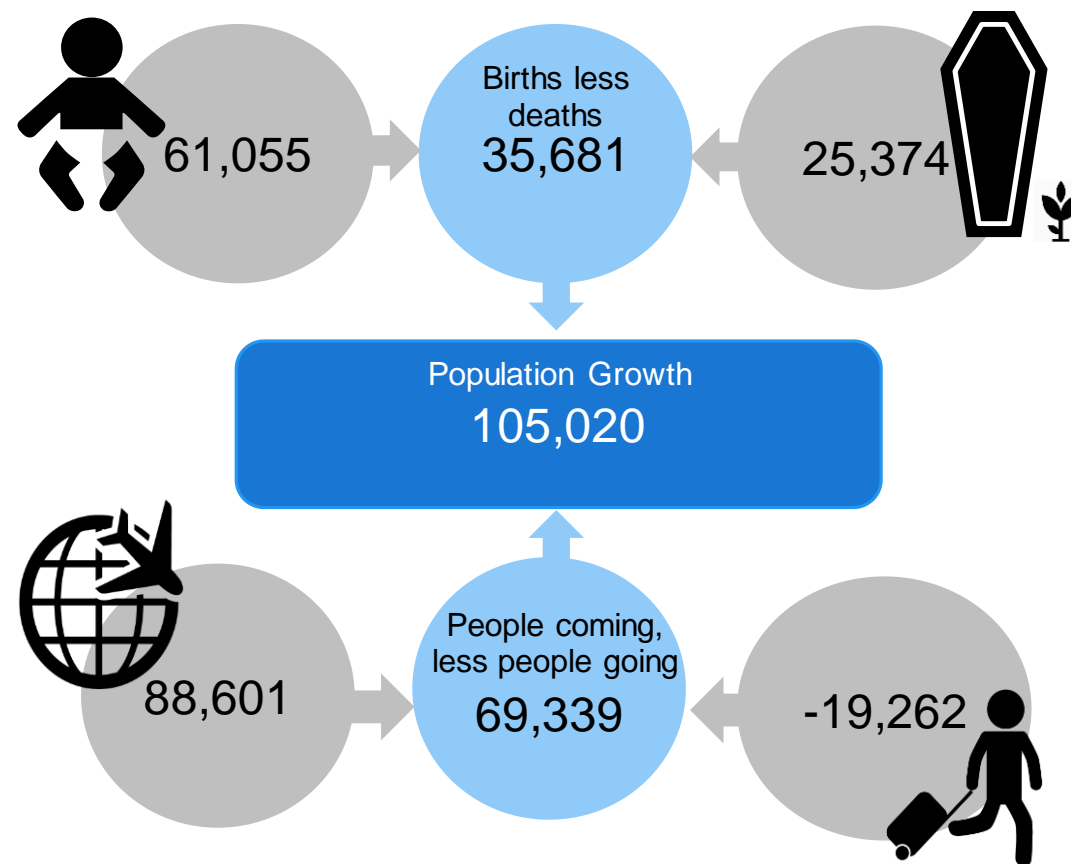 Births less
deaths
61,055
35,681
25,374
Population Growth
105,020
People coming,
less people going
88,601
69,339
-19,262